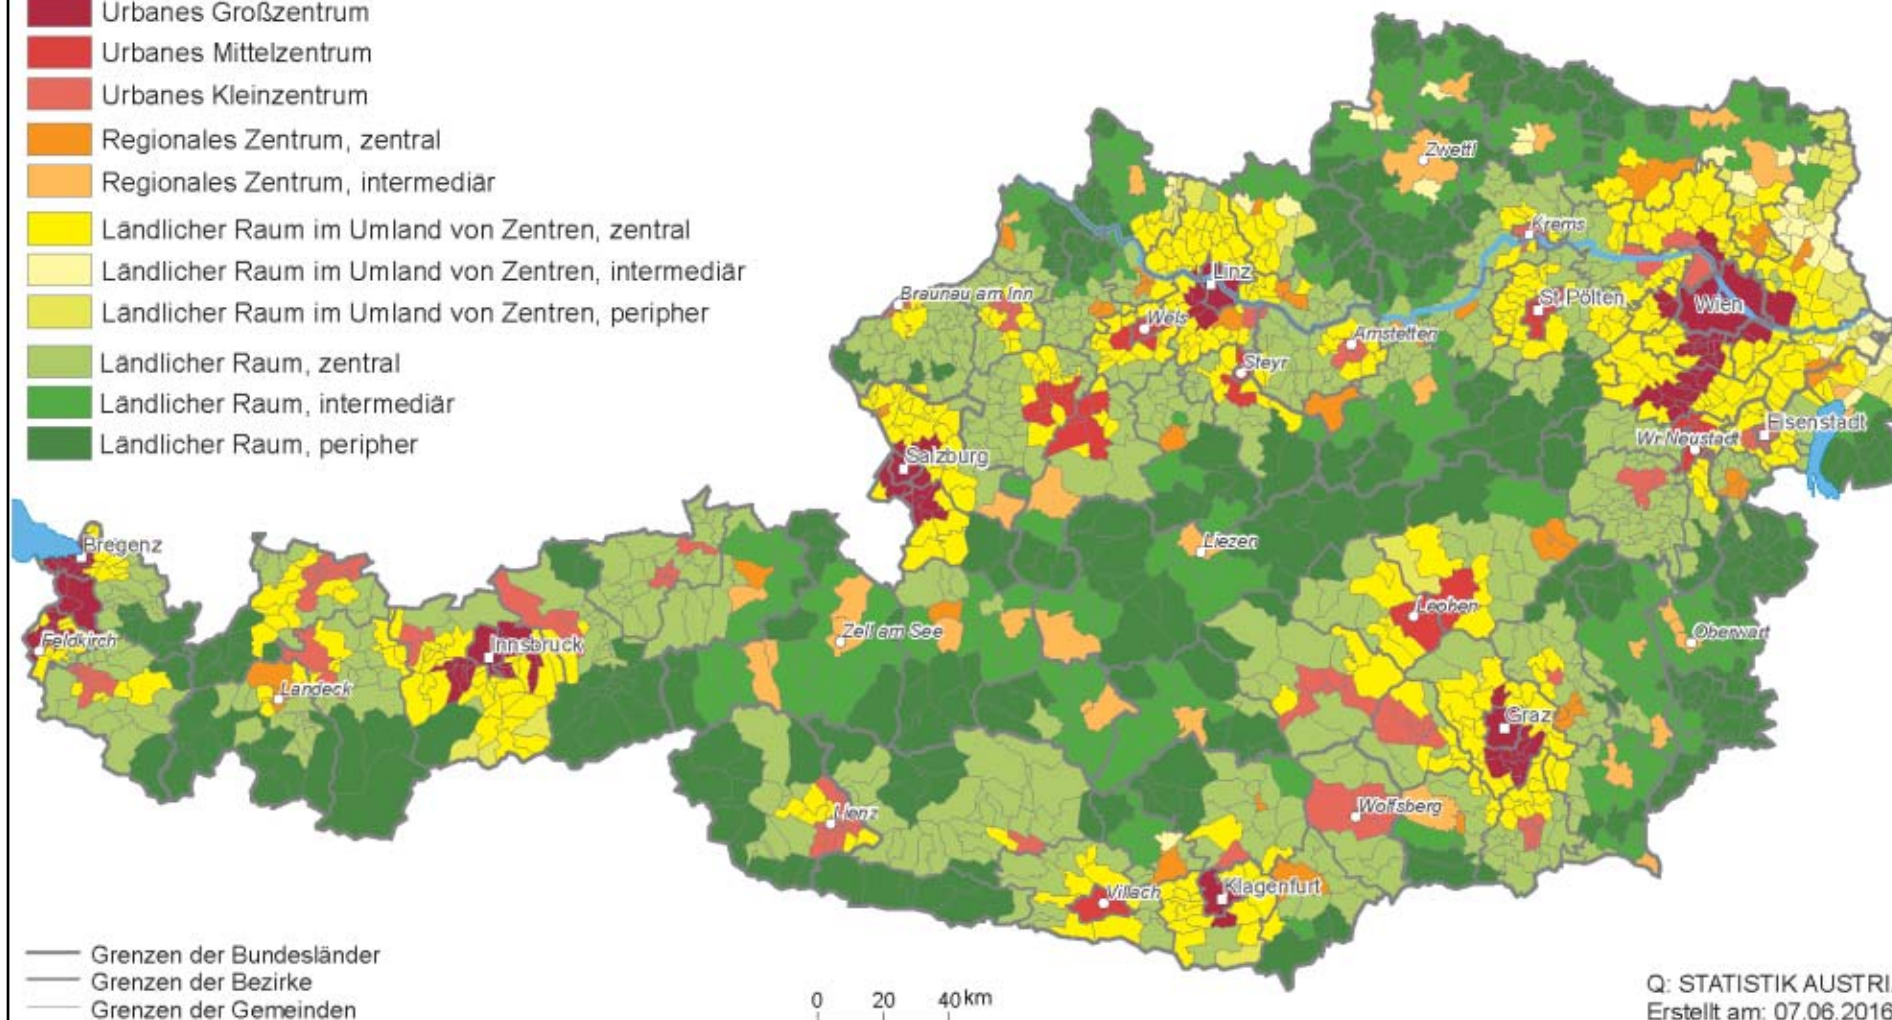 Urbanes Großzentrum
Urbanes Mittelzentrum
Urbanes Kleinzentrum
Regionales Zentrum, zentral
Regionales Zentrum, intermediär
Ländlicher Raum im Umland von Zentren, zentral
Ländlicher Raum im Umland von Zentren, intermediär
Ländlicher Raum im Umland von Zentren, peripher
Ländlicher Raum, zentral
Ländlicher Raum, intermediär
Ländlicher Raum, peripher
Zwettl
Krems
Linz
Braunau am Inn
St. Pölten
Wien
Wels
Amstetten
Steyr
Eisenstadt
Wr. Neustadt
Salzburg
Liezen
Bregenz
Leoben
Zell am See
Oberwart
Feldkirch
Innsbruck
Landeck
Graz
Wolfsberg
Lienz
Villach
Klagenfurt
Grenzen der Bundesländer
Grenzen der Bezirke
Grenzen der Gemeinden
0 20 40 km
Q: STATISTIK AUSTRI
Erstellt am: 07.06.2016